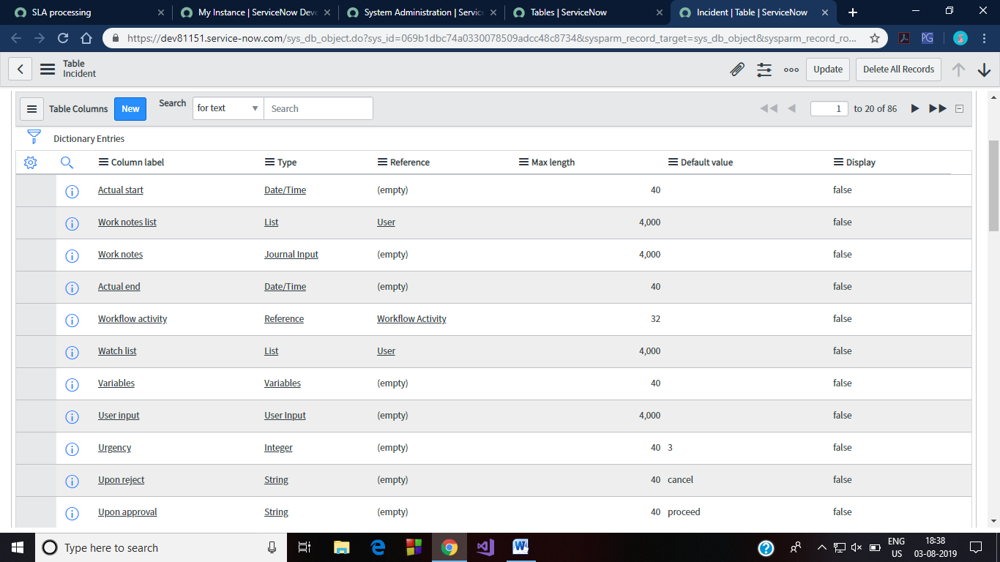 SLA processing
My Instance | ServiceNow Deve
System Administration | Service
Tables | ServiceNow
Incident | Table | ServiceNow
https://dev81151.service-now.com/sys_db_object.do?sys_id=069b1dbc74a0330078509adcc48c8734&sysparm_record_target=sys_db_object&sysparm_record_ro...
PG
Table
Incident
Update
Delete All Records
Table Columns New Search for text Search
1 to 20 of 86
Dictionary Entries
Column label Type Reference Max length Default value Display
Actual start Date/Time (empty) 40 false
Work notes list List User 4,000 false
Work notes Journal Input (empty) 4,000 false
Actual end Date/Time (empty) 40 false
Workflow activity Reference Workflow Activity 32 false
Watch list List User 4,000 false
Variables Variables (empty) 40 false
User input User Input (empty) 4,000 false
Urgency Integer (empty) 40 3 false
Upon reject String (empty) 40 cancel false
Upon approval String (empty) 40 proceed false
Type here to search
ENG
US
18:38
03-08-2019